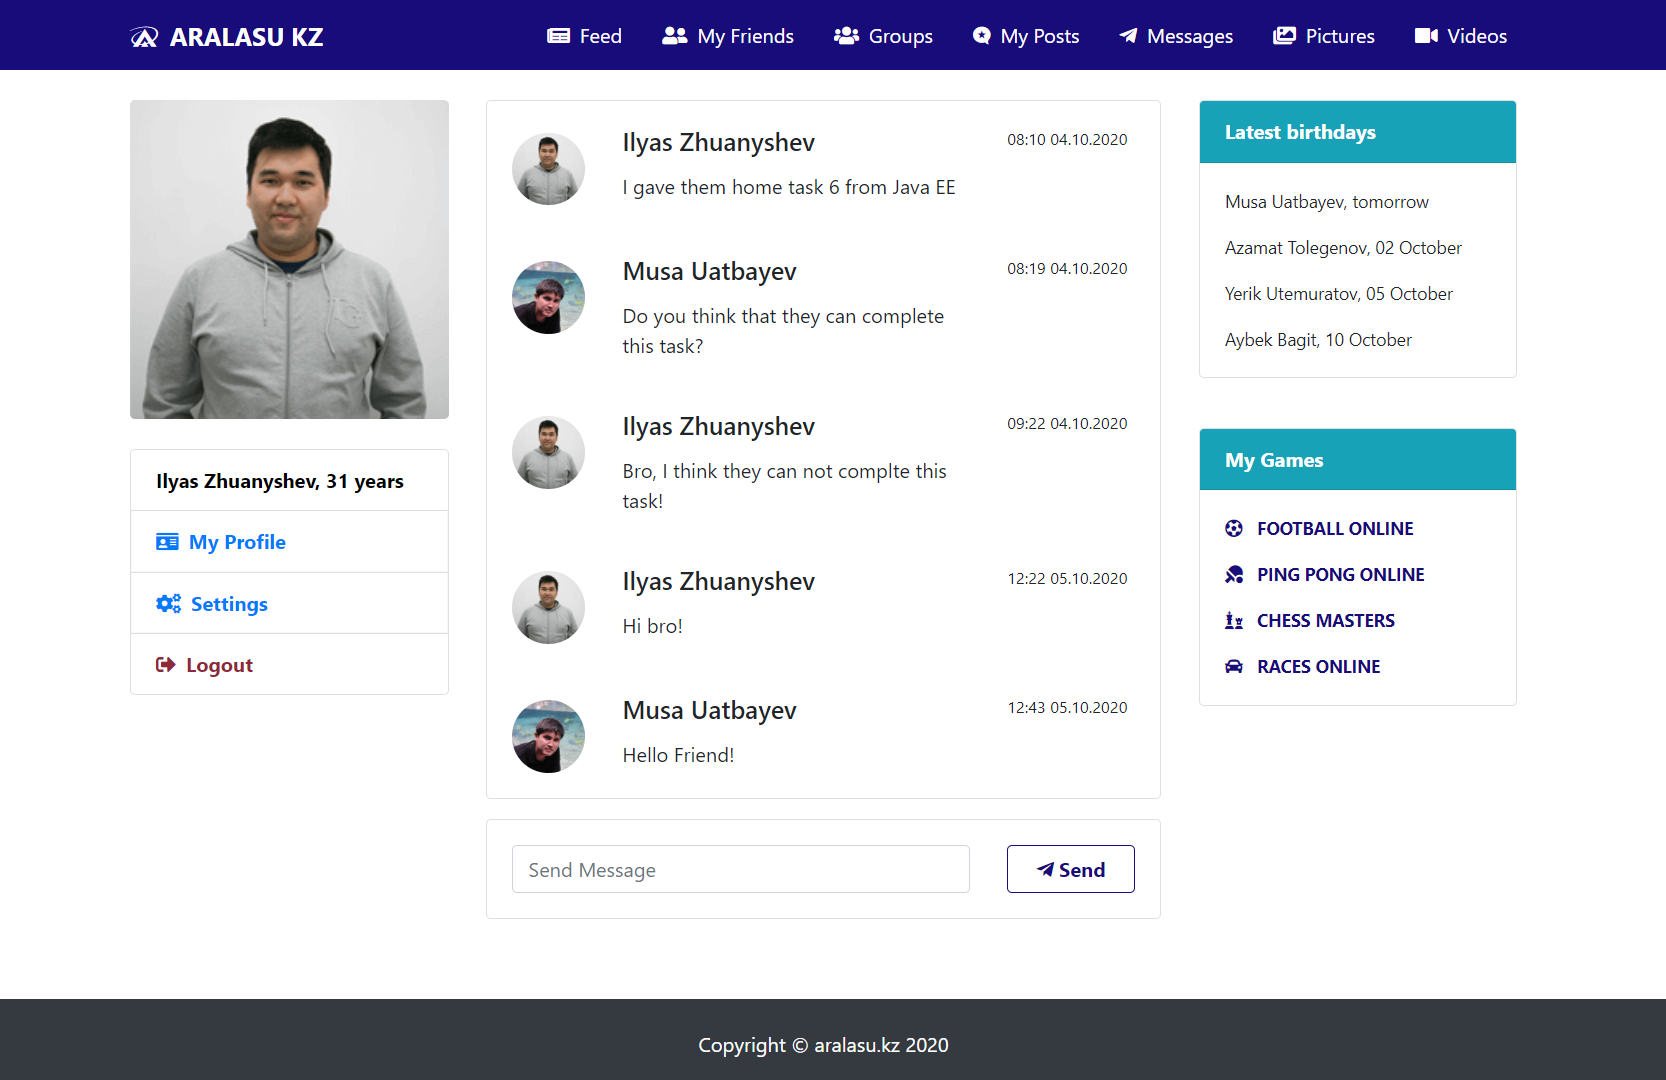 ARALASU KZ
Feed
My Friends
Groups
My Posts
Messages
Pictures
Videos
Ilyas Zhuanyshev, 31 years
My Profile
Settings
Logout
Ilyas Zhuanyshev
08:10 04.10.2020
I gave them home task 6 from Java EE
Musa Uatbayev
08:19 04.10.2020
Do you think that they can complete
this task?
Ilyas Zhuanyshev
09:22 04.10.2020
Bro, I think they can not complte this
task!
Ilyas Zhuanyshev
12:22 05.10.2020
Hi bro!
Musa Uatbayev
12:43 05.10.2020
Hello Friend!
Send Message
Send
Latest birthdays
Musa Uatbayev, tomorrow
Azamat Tolegenov, 02 October
Yerik Utemuratov, 05 October
Aybek Bagit, 10 October
My Games
FOOTBALL ONLINE
PING PONG ONLINE
CHESS MASTERS
RACES ONLINE
Copyright © aralasu.kz 2020